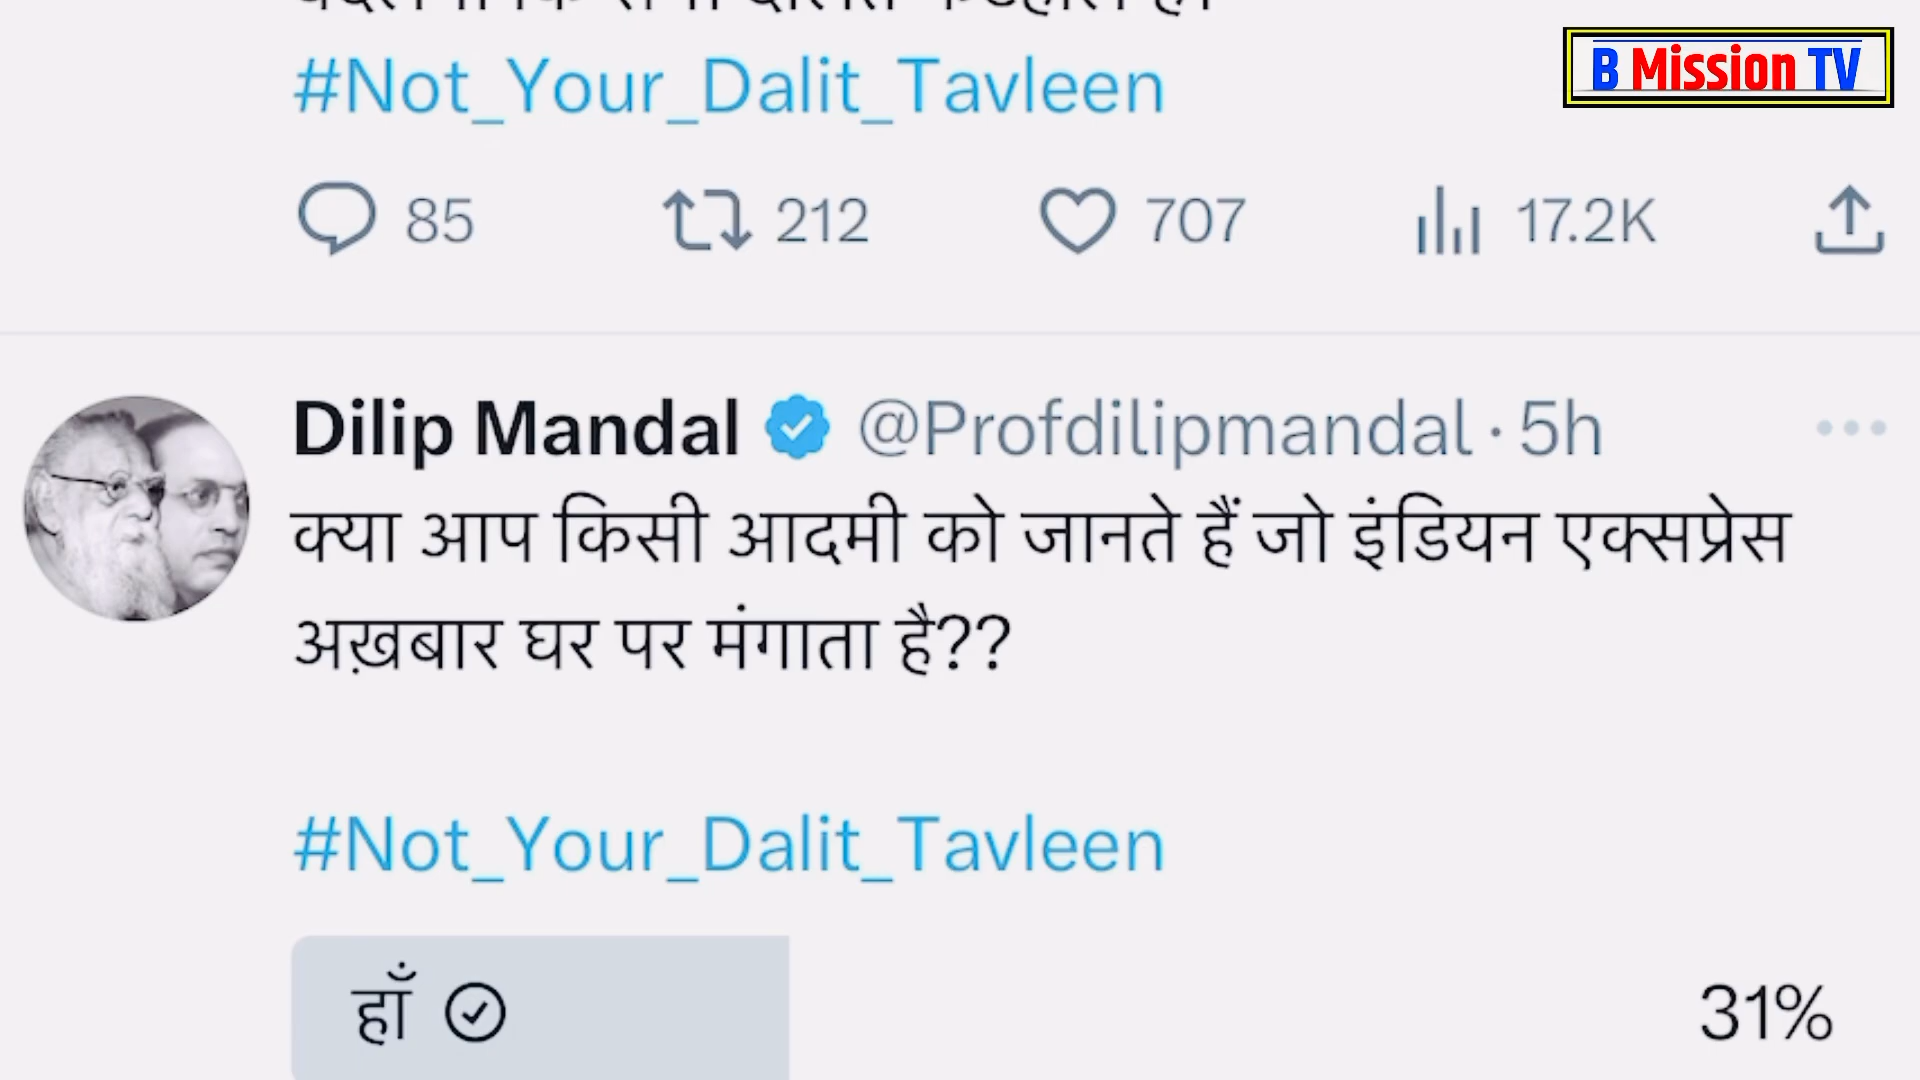 #Not_Your_Dalit_Tavleen
B Mission TV
85 212 707 17.2K
Dilip Mandal @Profdilipmandal · 5h
क्या आप किसी आदमी को जानते हैं जो इंडियन एक्सप्रेस
अख़बार घर पर मंगाता है??
#Not_Your_Dalit_Tavleen
हाँ 31%